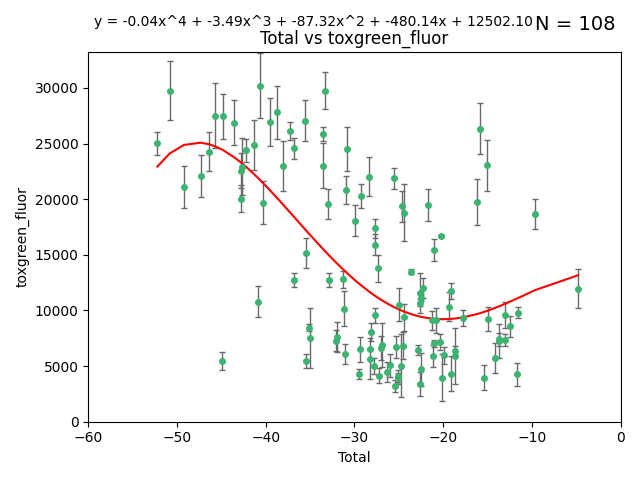 y = -0.04x^4 + -3.49x^3 + -87.32x^2 + -480.14x + 12502.10
N = 108
Total vs toxgreen_fluor
30000
25000
20000
15000
10000
5000
0
toxgreen_fluor
−60
−50
−40
−30
−20
−10
0
Total